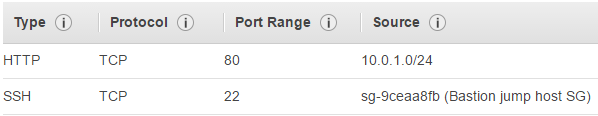 Type Protocol Port Range Source
HTTP TCP 80 10.0.1.0/24
SSH TCP 22 sg-9ceaa8fb (Bastion jump host SG)